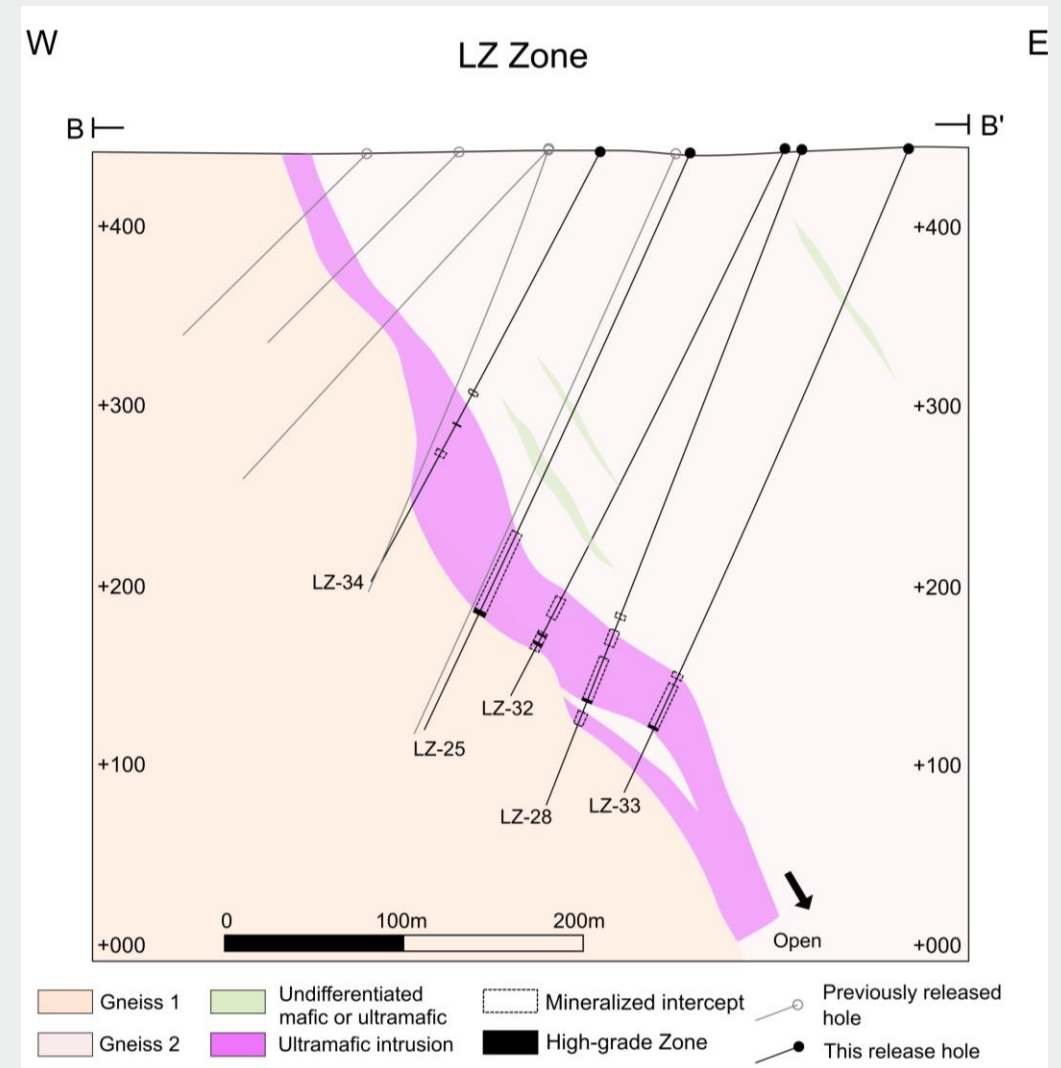 W
E
LZ Zone
B
B'
+400
+400
+300
+300
LZ-34
+200
+200
LZ-32
LZ-25
+100
+100
LZ-28
LZ-33
0
100m
200m
Open
+000
+000
Gneiss 1
Undifferentiated
mafic or ultramafic
Mineralized intercept
Previously released
hole
Gneiss 2
Ultramafic intrusion
High-grade Zone
This release hole